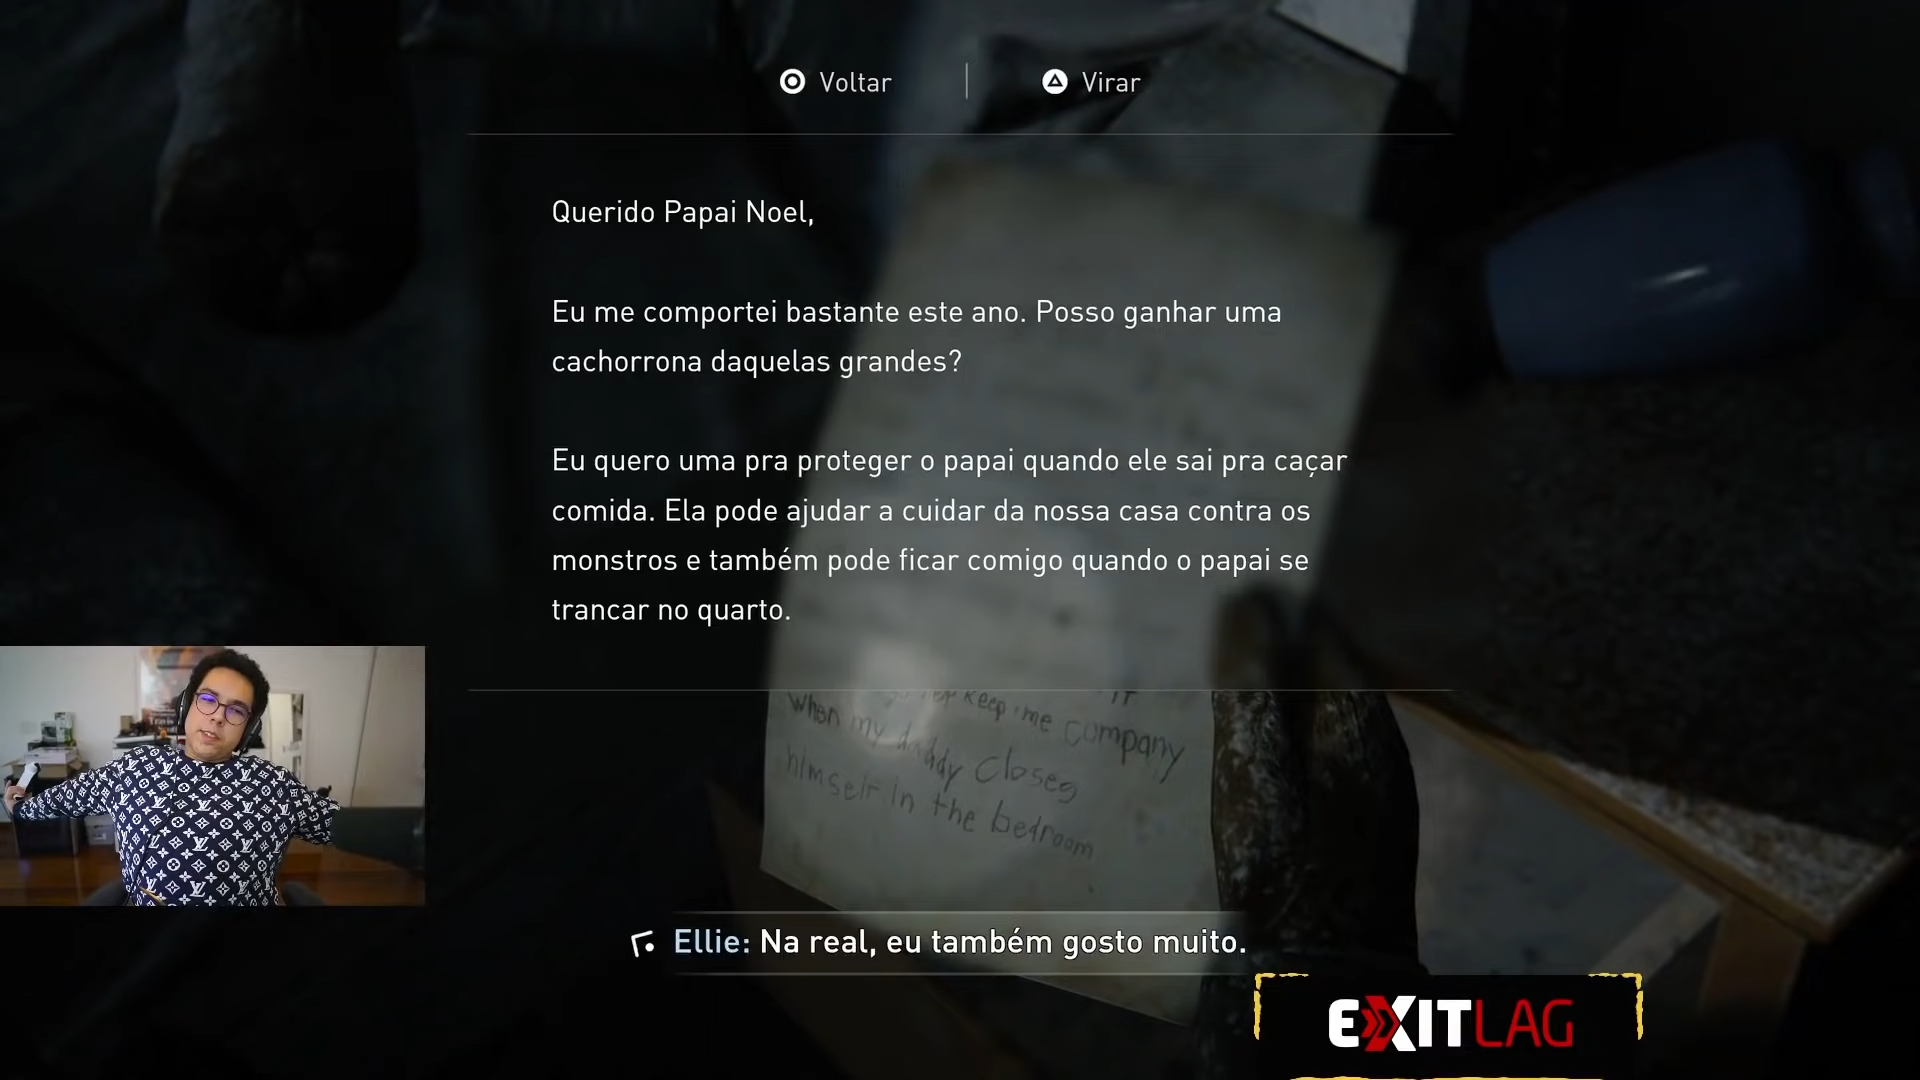 Voltar
Virar
Querido Papai Noel,
Eu me comportei bastante este ano. Posso ganhar uma
cachorrona daquelas grandes?
Eu quero uma pra proteger o papai quando ele sai pra caçar
comida. Ela pode ajudar a cuidar da nossa casa contra os
monstros e também pode ficar comigo quando o papai se
trancar no quarto.
keep me company
when my daddy closes
himself in the bedroom
Ellie: Na real, eu também gosto muito.
EXITLAG